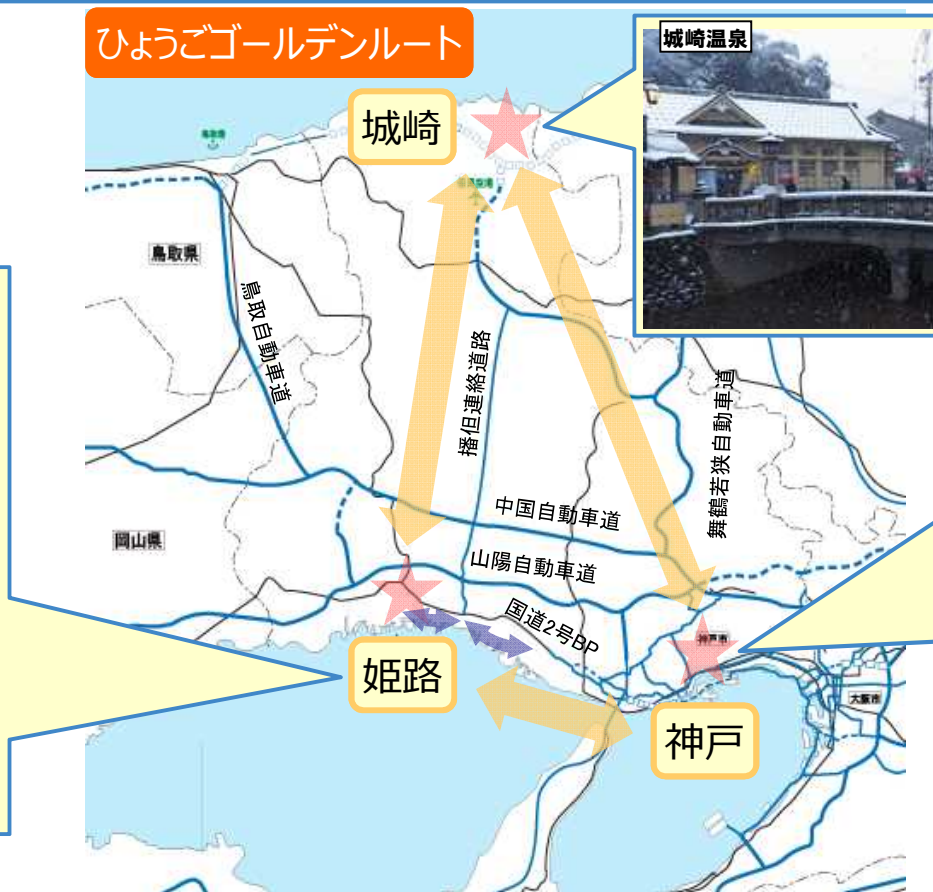 ひょうごゴールデンルート
城崎温泉
城崎
鳥取県
鳥取自動車道
播但連絡道路
舞鶴若狭自動車道
中国自動車道
岡山県
山陽自動車道
国道2号BP
神戸市
姫路
大阪市
神戸